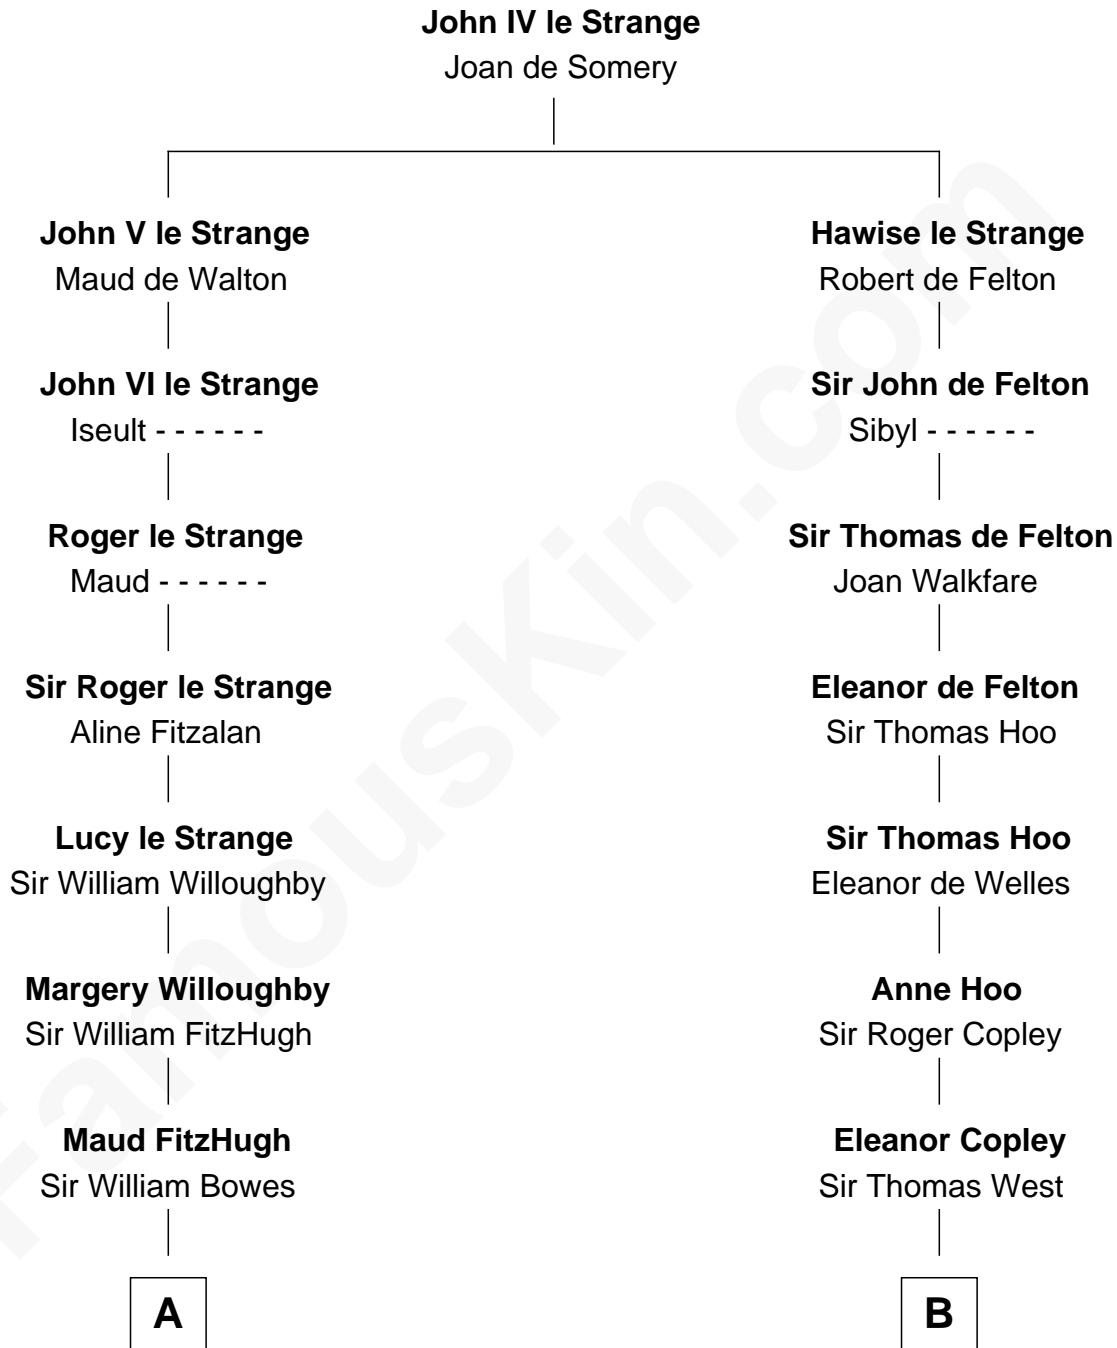 John IV le Strange
Joan de Somery
John V le Strange
Maud de Walton
John VI le Strange
Iseult - - - - - -
Roger le Strange
Maud - - - - - -
Sir Roger le Strange
Aline Fitzalan
Lucy le Strange
Sir William Willoughby
Margery Willoughby
Sir William FitzHugh
Maud FitzHugh
Sir William Bowes
A
Hawise le Strange
Robert de Felton
Sir John de Felton
Sibyl - - - - - -
Sir Thomas de Felton
Joan Walkfare
Eleanor de Felton
Sir Thomas Hoo
Sir Thomas Hoo
Eleanor de Welles
Anne Hoo
Sir Roger Copley
Eleanor Copley
Sir Thomas West
B
FamousKin.com